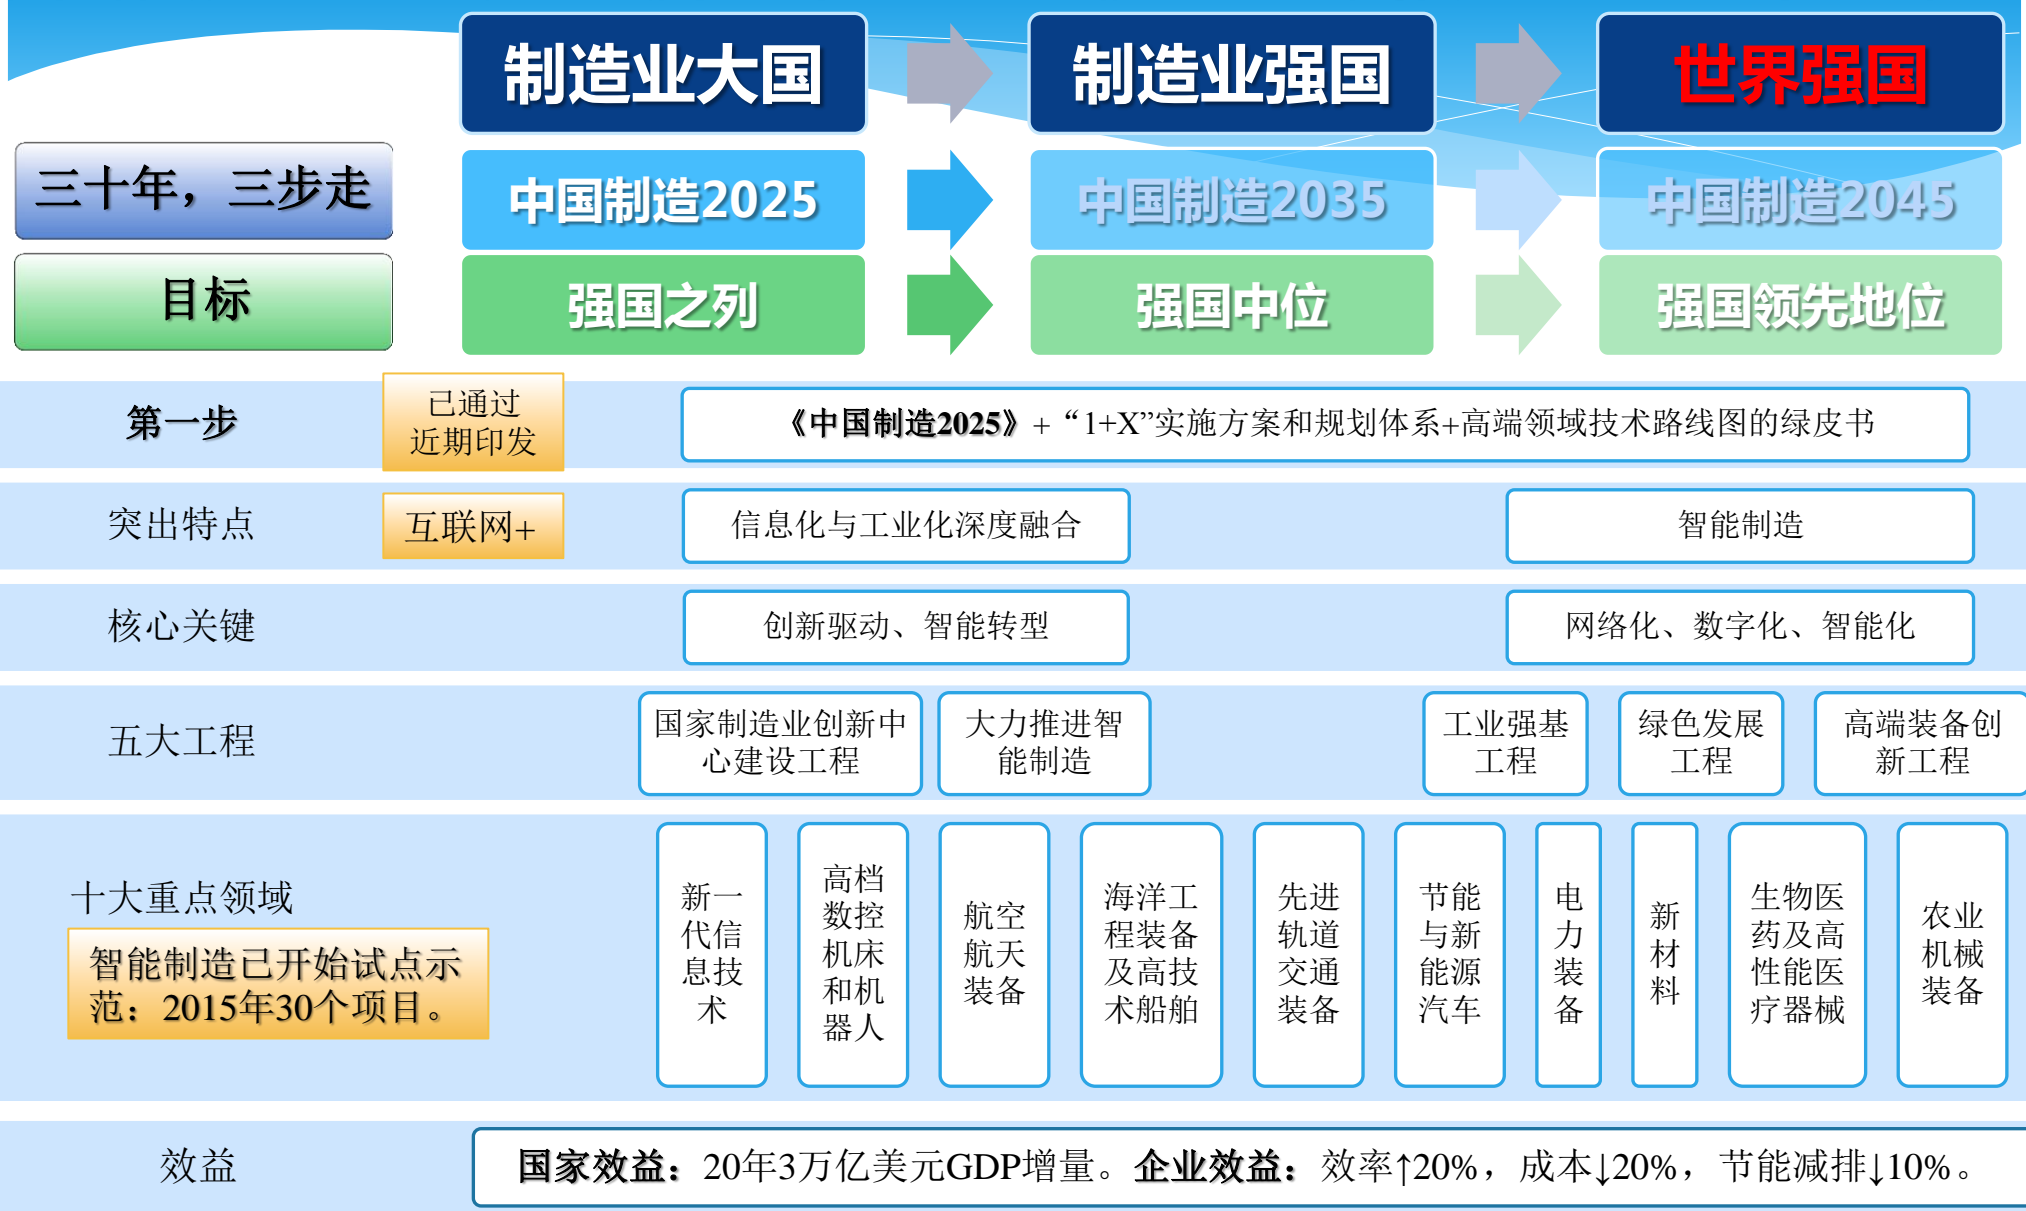 制造业大国
制造业强国
世界强国
三十年，三步走
中国制造2025
中国制造2035
中国制造2045
目标
强国之列
强国中位
强国领先地位
第一步
已通过
近期印发
《中国制造2025》+“1+X”实施方案和规划体系+高端领域技术路线图的绿皮书
突出特点
互联网+
信息化与工业化深度融合
智能制造
核心关键
创新驱动、智能转型
网络化、数字化、智能化
五大工程
国家制造业创新中
心建设工程
大力推进智
能制造
工业强基
工程
绿色发展
工程
高端装备创
新工程
十大重点领域
智能制造已开始试点示
范：2015年30个项目。
新一
代信
息技
术
高档
数控
机床
和机
器人
航空
航天
装备
海洋工
程装备
及高技
术船舶
先进
轨道
交通
装备
节能
与新
能源
汽车
电
力
装
备
新
材
料
生物医
药及高
性能医
疗器械
农业
机械
装备
效益
国家效益：20年3万亿美元GDP增量。企业效益：效率↑20%，成本↓20%，节能减排↓10%。